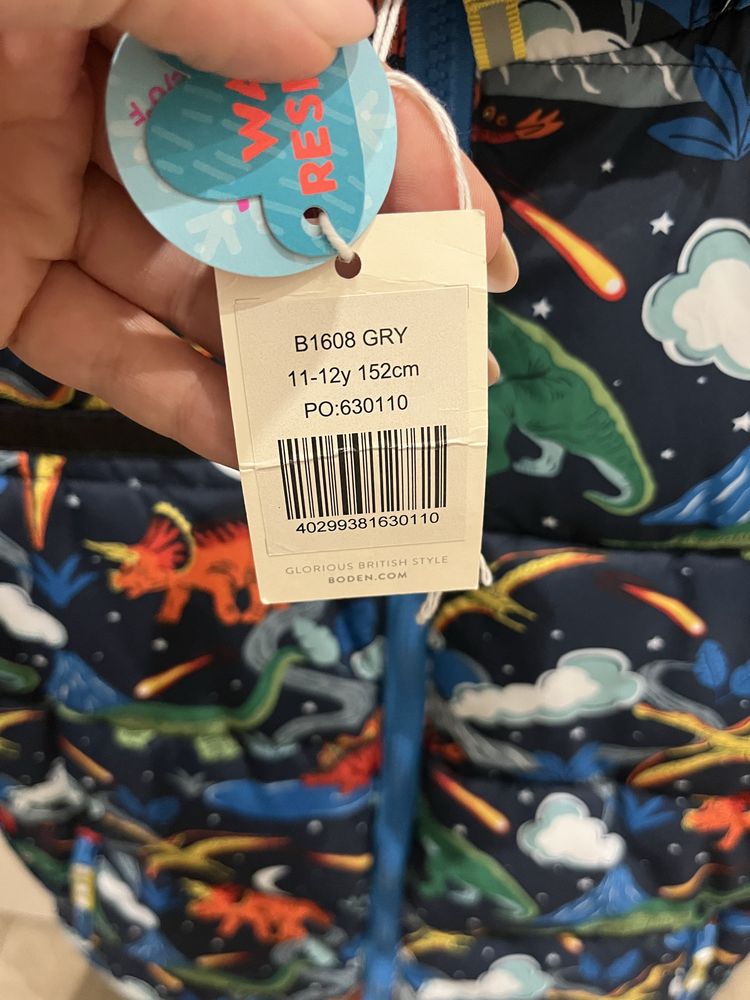 B1608 GRY
11-12y 152cm
PO:630110
40299381630110
GLORIOUS BRITISH STYLE
BODEN.COM